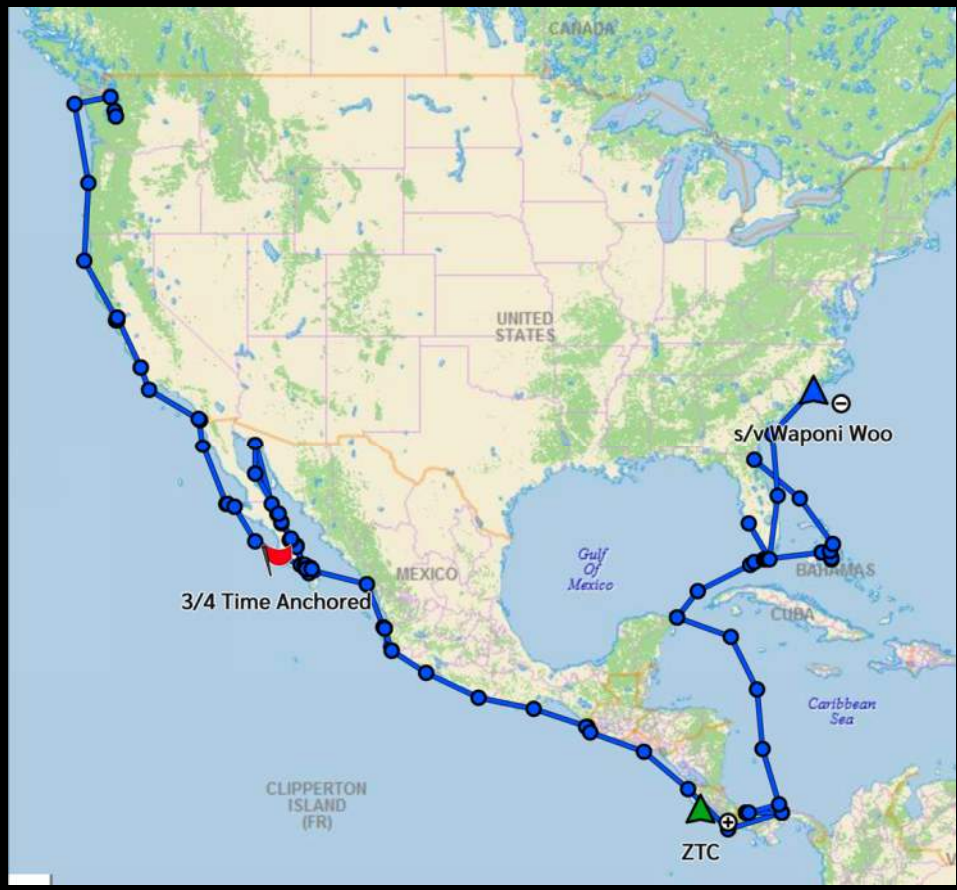 CANADA
UNITED
STATES
s/v Waponi Woo
Gulf
Of
Mexico
MEXICO
BAHAMAS
3/4 Time Anchored
CUBA
Caribbean
Sea
CLIPPERTON
ISLAND
(FR)
ZTC